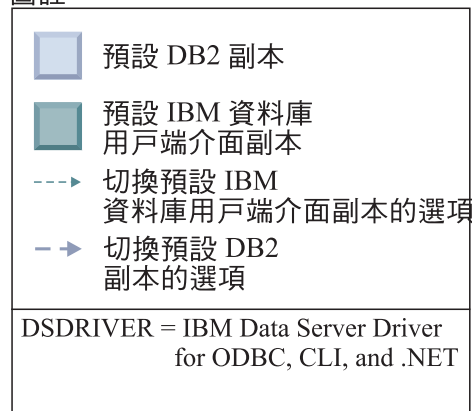 圖註
預設 DB2 副本
預設 IBM 資料庫
用戶端介面副本
切換預設 IBM
資料庫用戶端介面副本的選項
切換預設 DB2
副本的選項
DSDRIVER = IBM Data Server Driver
for ODBC, CLI, and .NET